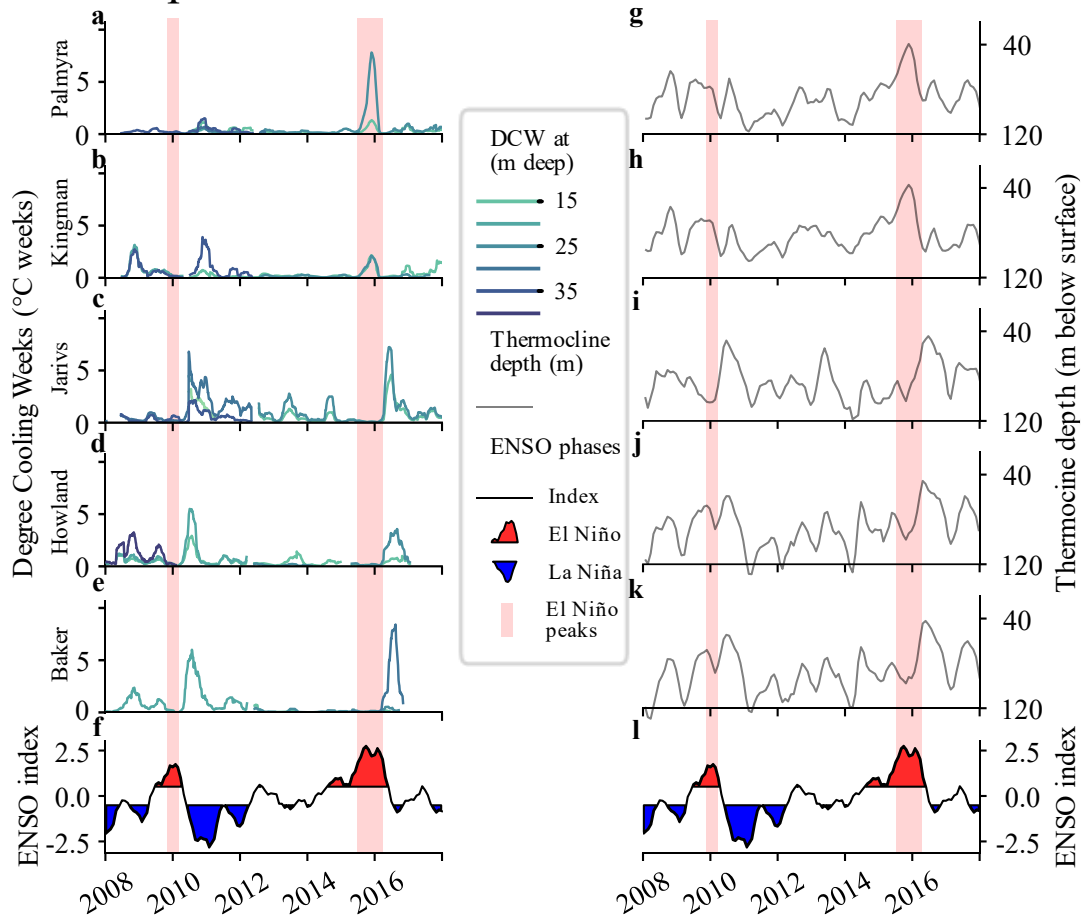 a
Palmyra
5
0
b
Kingman
5
0
c
Jarivs
5
0
d
Howland
5
0
e
Baker
5
0
f
ENSO index
2.5
0.0
-2.5
2008
2010
2012
2014
2016
Degree Cooling Weeks (°C weeks)
DCW at
(m deep)
15
25
35
Thermocline
depth (m)
ENSO phases
Index
El Niño
La Niña
El Niño
peaks
g
40
120
h
40
120
i
40
120
j
40
120
k
40
120
l
2.5
0.0
-2.5
ENSO index
2008
2010
2012
2014
2016
Thermocine depth (m below surface)